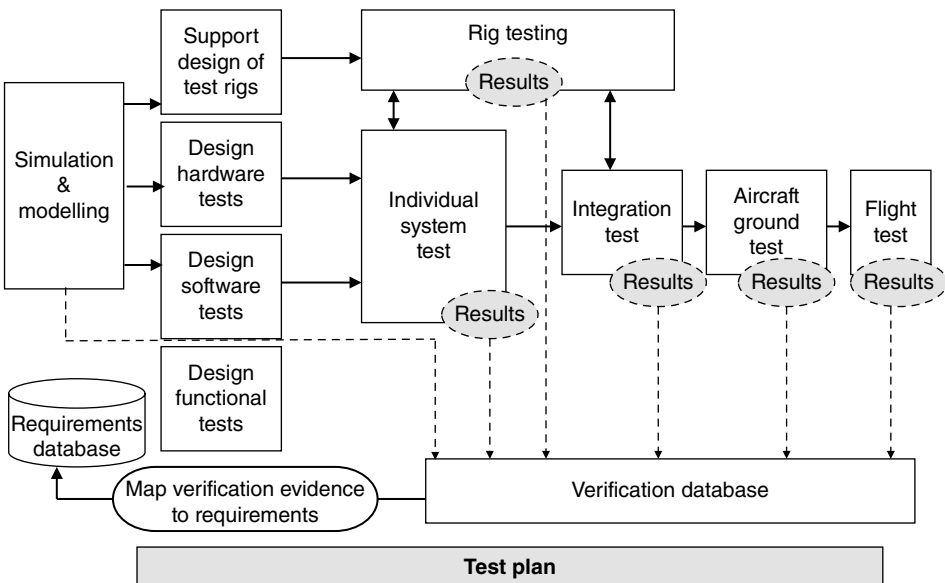 Support
design of
test rigs
Rig testing
Results
Simulation
&
modelling
Design
hardware
tests
Individual
system
test
Integration
test
Aircraft
ground
test
Flight
test
Design
software
tests
Results
Results
Results
Results
Design
functional
tests
Requirements
database
Map verification evidence
to requirements
Verification database
Test plan